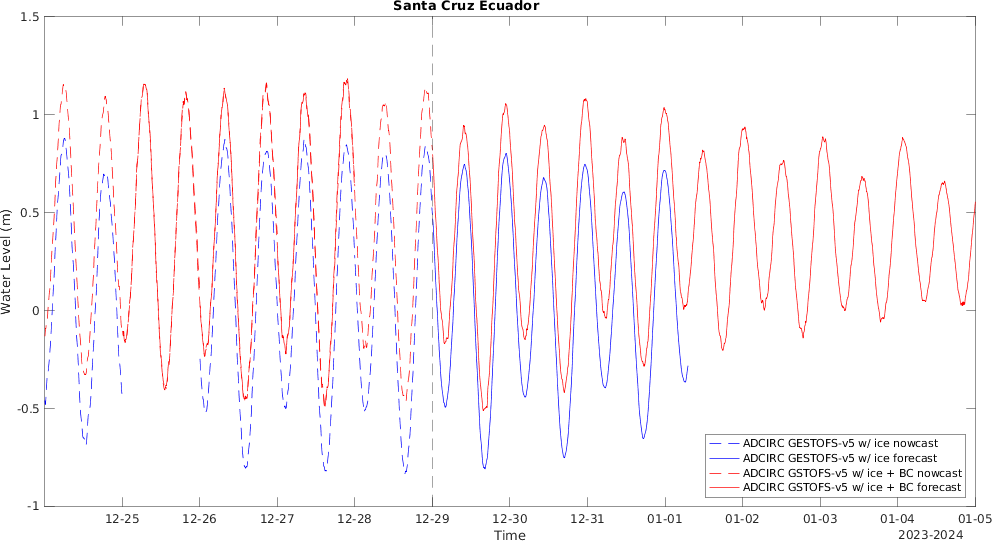 Santa Cruz Ecuador
1.5
1
0.5
0
-0.5
-1
Water Level (m)
12-25 12-26 12-27 12-28 12-29 12-30 12-31 01-01 01-02 01-03 01-04 01-05
Time
2023-2024
ADCIRC GESTOFS-v5 w/ ice nowcast
ADCIRC GESTOFS-v5 w/ ice forecast
ADCIRC GSTOFS-v5 w/ ice + BC nowcast
ADCIRC GSTOFS-v5 w/ ice + BC forecast